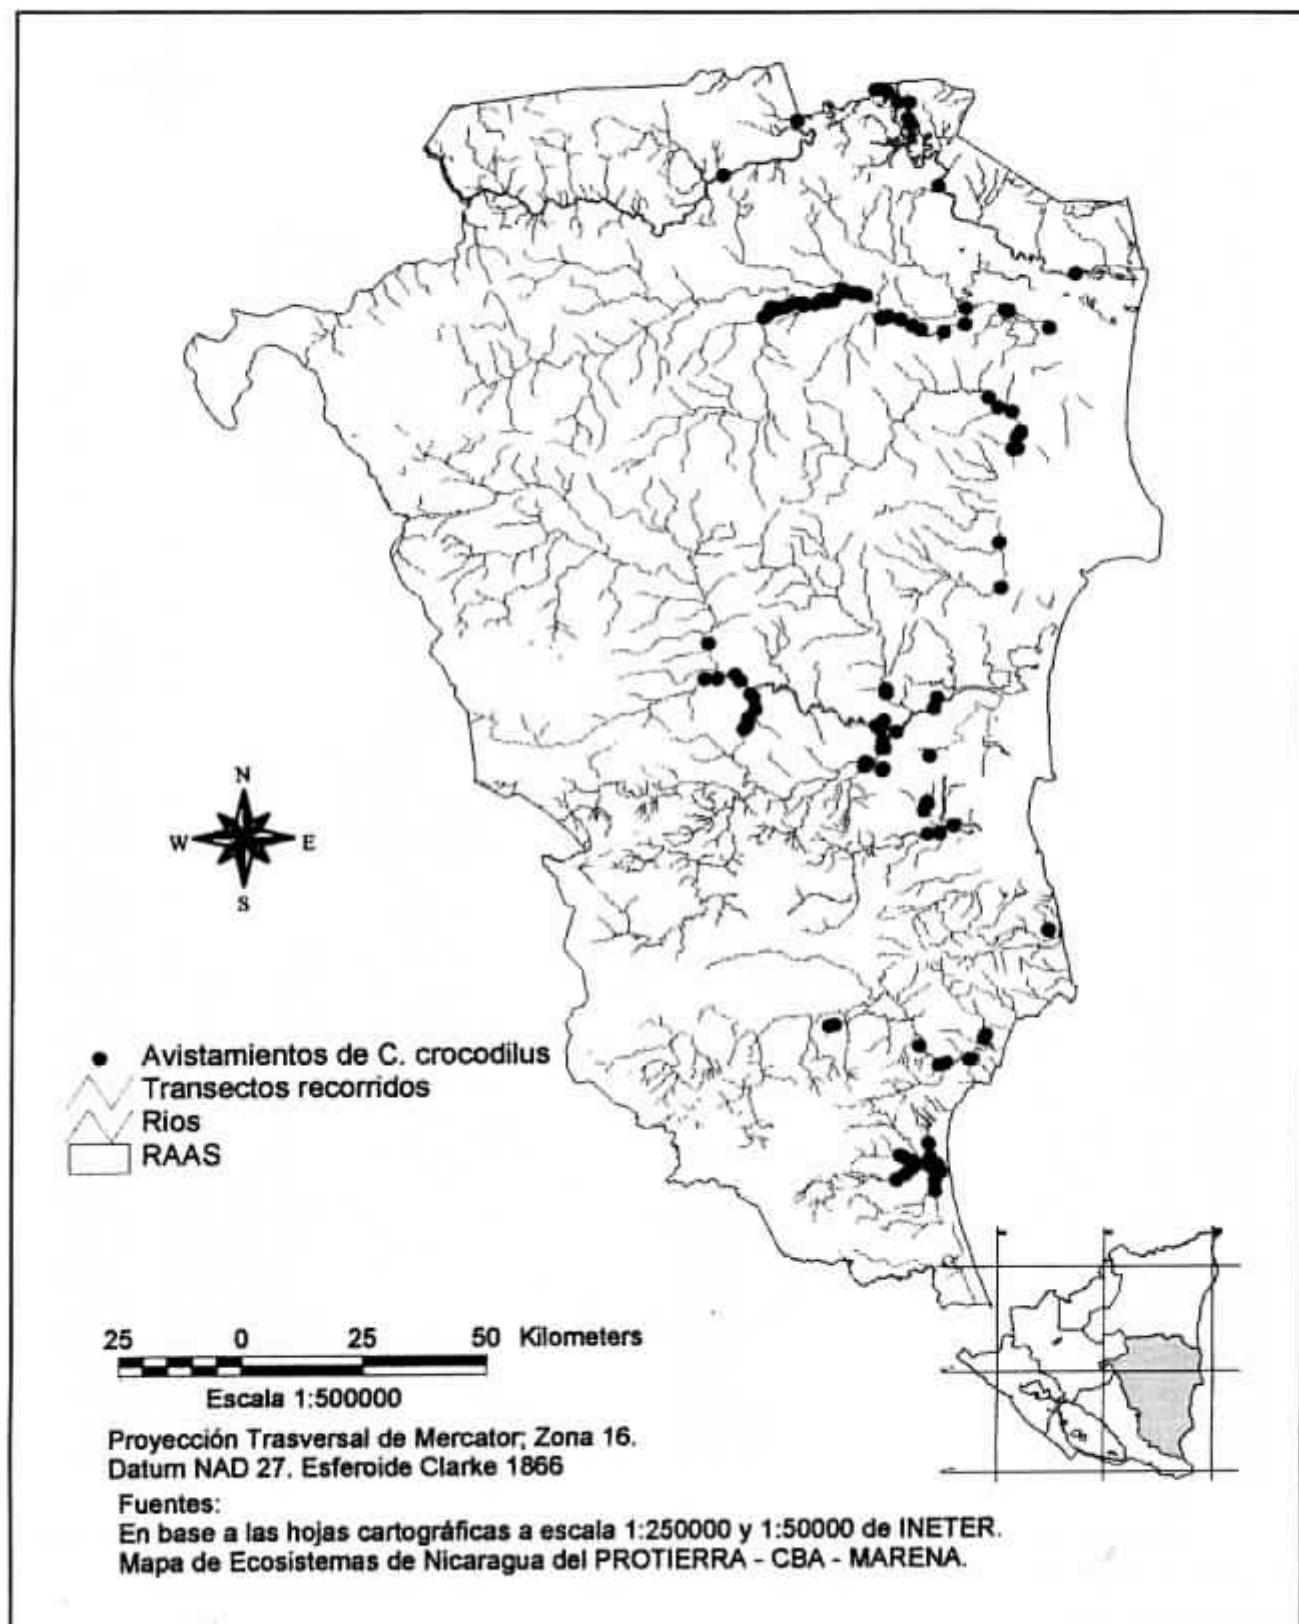 N
W E
S
Avistamientos de C. crocodilus
Transectos recorridos
Rios
RAAS
25 0 25 50 Kilometers
Escala 1:500000
Proyección Trasversal de Mercator; Zona 16.
Datum NAD 27. Esferoide Clarke 1866
Fuentes:
En base a las hojas cartográficas a escala 1:250000 y 1:50000 de INETER.
Mapa de Ecosistemas de Nicaragua del PROTIERRA - CBA - MARENA.